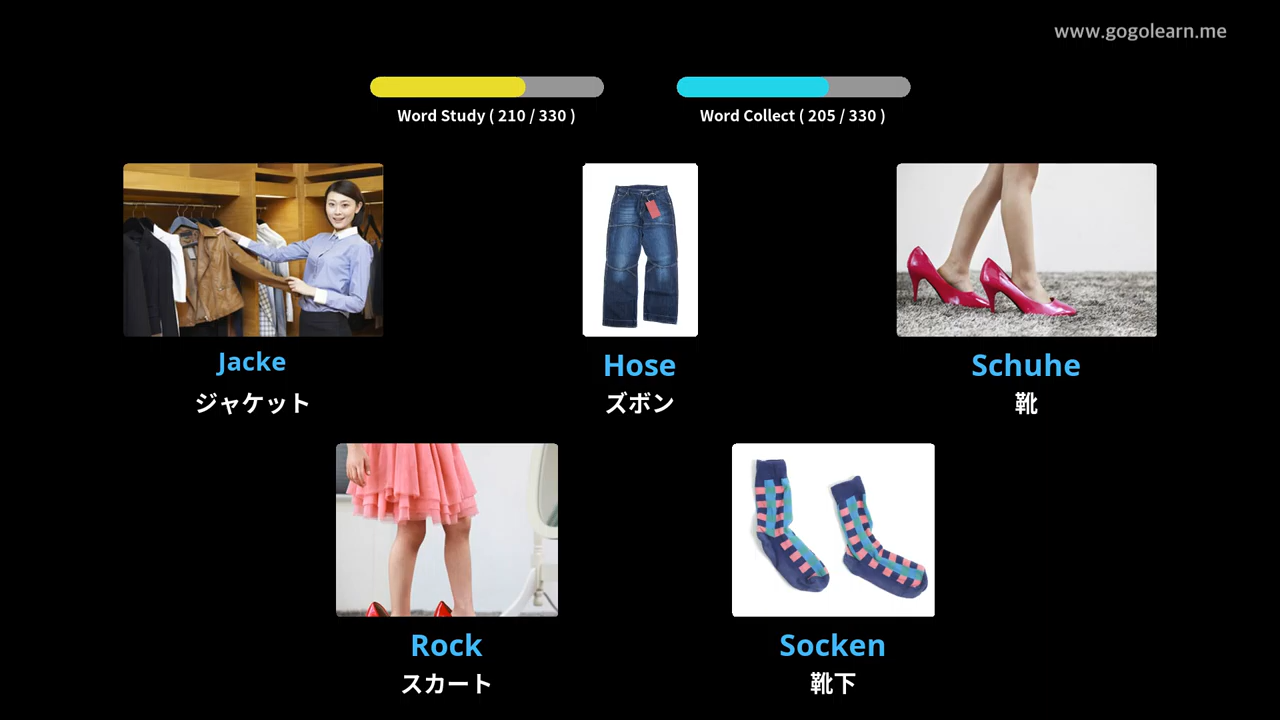 www.gogolearn.me
Word Study ( 210 / 330 )
Word Collect ( 205 / 330 )
Jacke
ジャケット
Hose
ズボン
Schuhe
靴
Rock
スカート
Socken
靴下